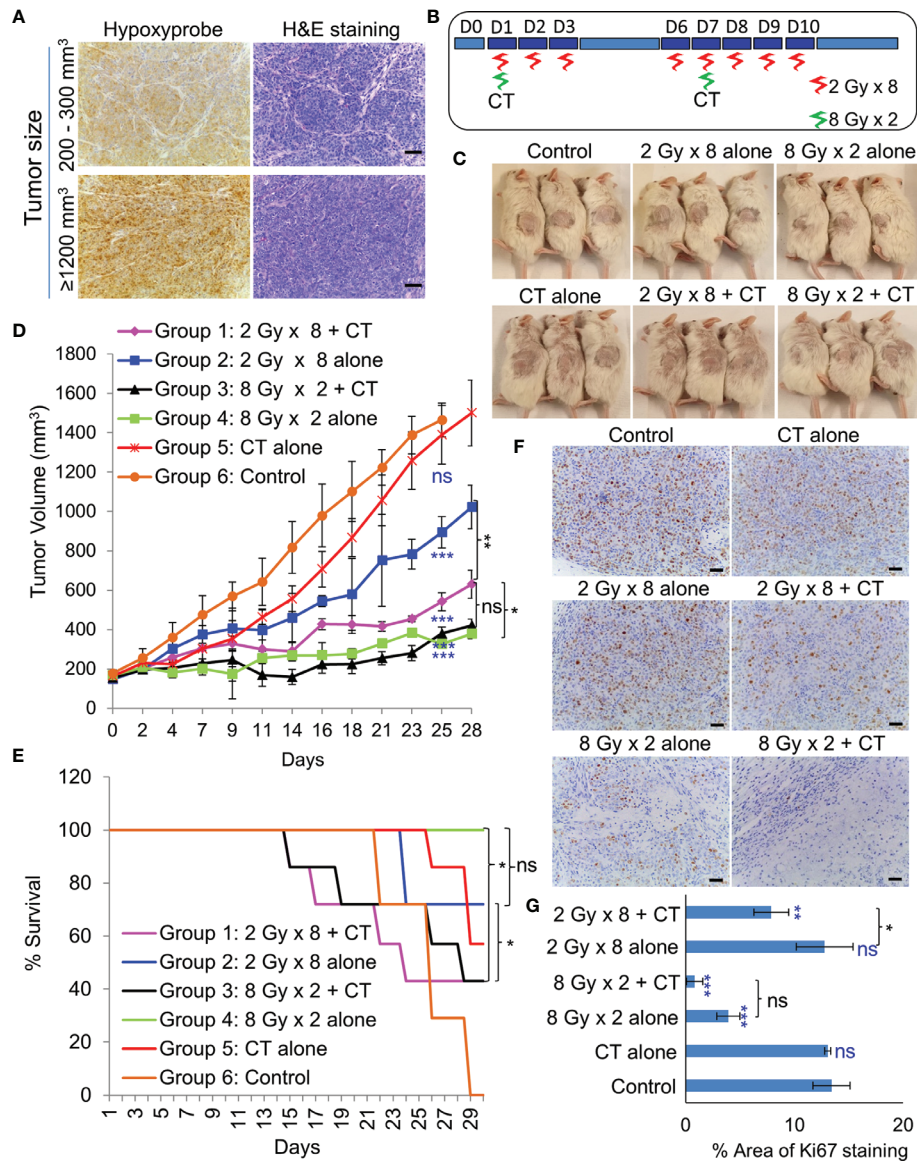 A
Hypoxyprobe
H&E staining
Tumor size
200 - 300 mm³
≥1200 mm³
B
D0 D1 D2 D3 D6 D7 D8 D9 D10
CT CT
2 Gy x 8
8 Gy x 2
C
Control 2 Gy x 8 alone 8 Gy x 2 alone
CT alone 2 Gy x 8 + CT 8 Gy x 2 + CT
D
Group 1: 2 Gy x 8 + CT
Group 2: 2 Gy x 8 alone
Group 3: 8 Gy x 2 + CT
Group 4: 8 Gy x 2 alone
Group 5: CT alone
Group 6: Control
Tumor Volume (mm³)
1800
1600
1400
1200
1000
800
600
400
200
0
ns
**
***
ns
*
***
***
***
0 2 4 7 9 11 14 16 18 21 23 25 28
Days
E
% Survival
120
100
80
60
40
20
0
* ns
*
Group 1: 2 Gy x 8 + CT
Group 2: 2 Gy x 8 alone
Group 3: 8 Gy x 2 + CT
Group 4: 8 Gy x 2 alone
Group 5: CT alone
Group 6: Control
1 3 5 7 9 11 13 15 17 19 21 23 25 27 29
Days
F
Control CT alone
2 Gy x 8 alone 2 Gy x 8 + CT
8 Gy x 2 alone 8 Gy x 2 + CT
G
2 Gy x 8 + CT ** *
2 Gy x 8 alone ns
8 Gy x 2 + CT *** ns
8 Gy x 2 alone ***
CT alone ns
Control
0 10 20
% Area of Ki67 staining